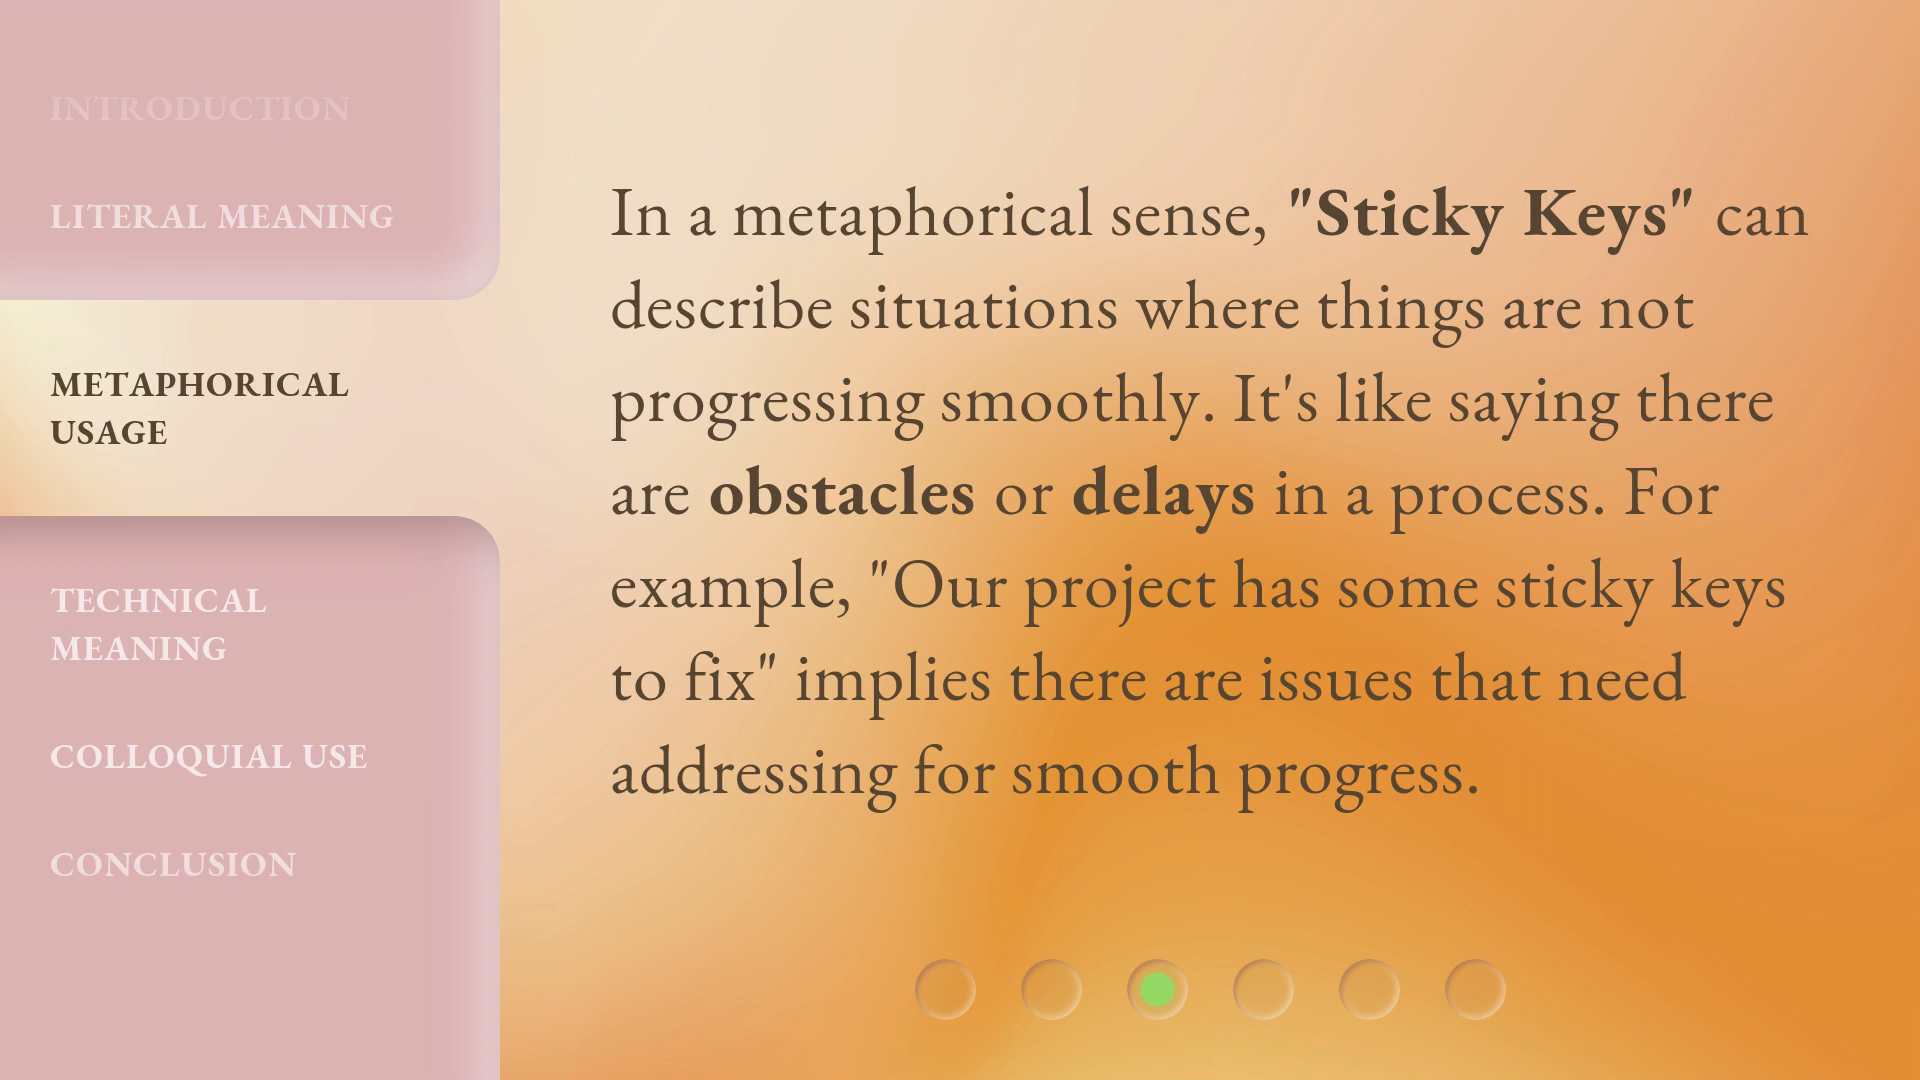 INTRODUCTION
LITERAL MEANING
METAPHORICAL
USAGE
TECHNICAL
MEANING
COLLOQUIAL USE
CONCLUSION
In a metaphorical sense, "Sticky Keys" can
describe situations where things are not
progressing smoothly. It's like saying there
are obstacles or delays in a process. For
example, "Our project has some sticky keys
to fix" implies there are issues that need
addressing for smooth progress.